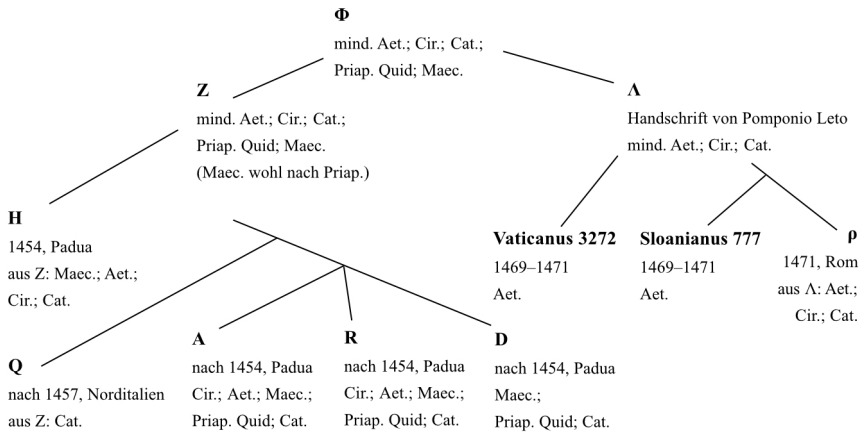 Φ
mind. Aet.; Cir.; Cat.;
Priap. Quid; Maec.
Z
mind. Aet.; Cir.; Cat.;
Priap. Quid; Maec.
(Maec. wohl nach Priap.)
Λ
Handschrift von Pomponio Leto
mind. Aet.; Cir.; Cat.
H
1454, Padua
aus Z: Maec.; Aet.;
Cir.; Cat.
Vaticanus 3272
1469–1471
Aet.
Sloanianus 777
1469–1471
Aet.
ρ
1471, Rom
aus Λ: Aet.;
Cir.; Cat.
Q
nach 1457, Norditalien
aus Z: Cat.
A
nach 1454, Padua
Cir.; Aet.; Maec.;
Priap. Quid; Cat.
R
nach 1454, Padua
Cir.; Aet.; Maec.;
Priap. Quid; Cat.
D
nach 1454, Padua
Maec.;
Priap. Quid; Cat.